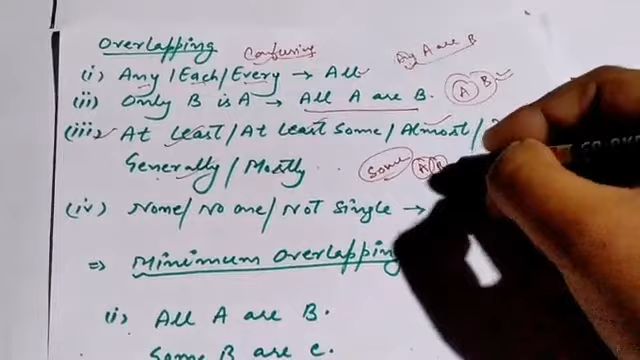 Overlapping Confusing Any A are B
(i) Any/Each/Every → All
(ii) Only B is A → All A are B. A B
(iii) At Least/At Least Some/Almost/
Generally/Mostly Some A B
(iv) None/No one/Not Single →
⇒ Minimum Overlapping
(i) All A are B.
Some B are C.